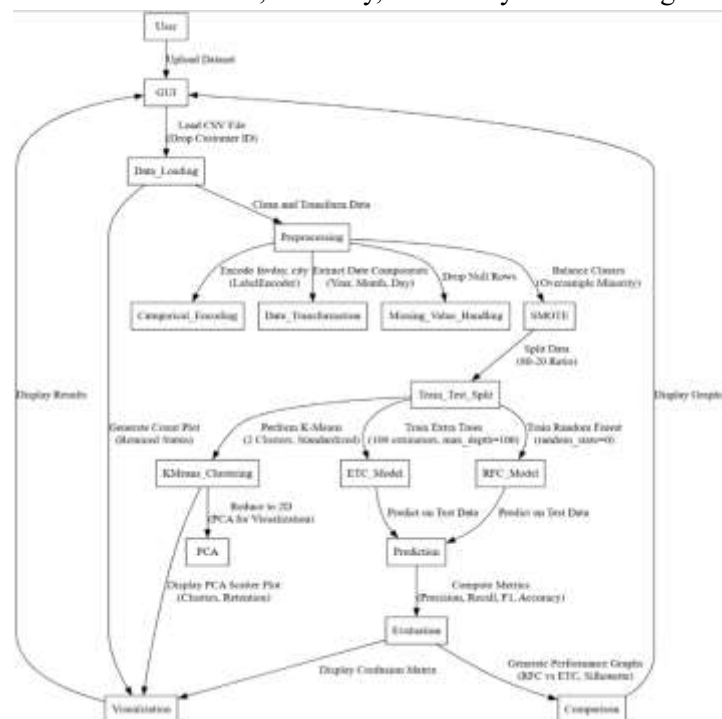 User
Upload Dataset
GUI
Load CSV File
(Drop Customer ID)
Data_Loading
Clean and Transform Data
Preprocessing
Encode favday, city
(LabelEncoder)
Extract Date Components
(Year, Month, Day)
Drop Null Rows
Balance Classes
(Oversample Minority)
Categorical_Encoding
Date_Transformation
Missing_Value_Handling
SMOTE
Split Data
(80-20 Ratio)
Train_Test_Split
Display Results
Display Graphs
Generate Count Plot
(Retained Status)
Perform K-Means
(2 Clusters, Standardized)
Train Extra Trees
(100 estimators, max_depth=100)
Train Random Forest
(random_state=0)
KMeans_Clustering
ETC_Model
RFC_Model
Reduce to 2D
(PCA for Visualization)
Predict on Test Data
Predict on Test Data
PCA
Prediction
Display PCA Scatter Plot
(Clusters, Retention)
Compute Metrics
(Precision, Recall, F1, Accuracy)
Evaluation
Display Confusion Matrix
Generate Performance Graphs
(RFC vs ETC, Silhouette)
Visualization
Comparison